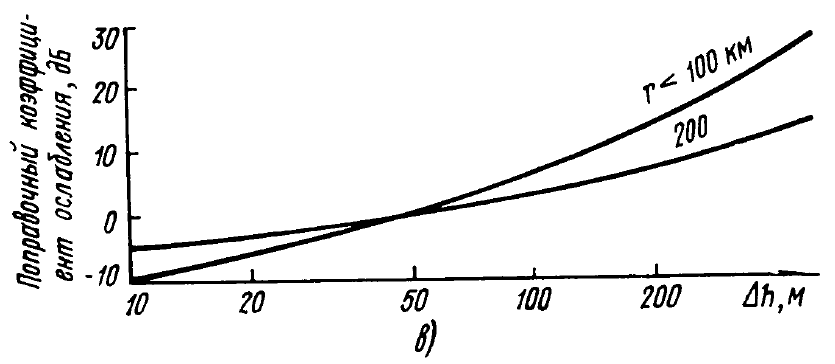 Поправочный коэффици-
ент ослабления, дБ
30
20
10
0
-10
r < 100 км
200
10 20 50 100 200 Δh, м
в)